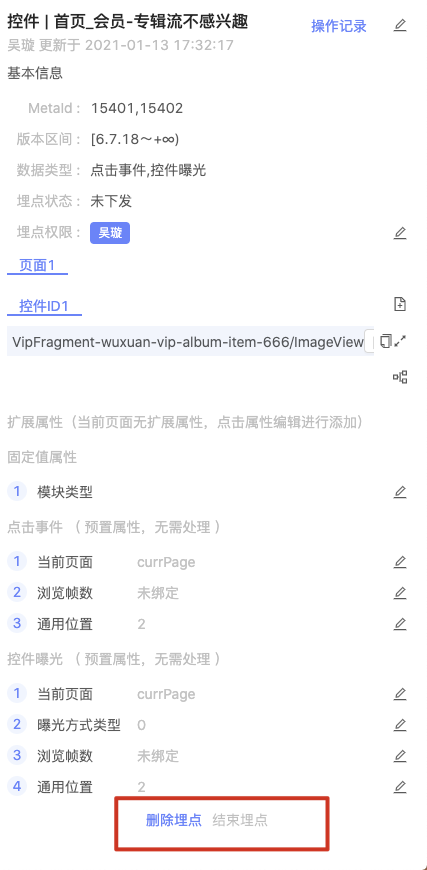 控件 | 首页_会员-专辑流不感兴趣 操作记录
吴璇 更新于 2021-01-13 17:32:17
基本信息
MetaId : 15401,15402
版本区间 : [6.7.18～+∞)
数据类型 : 点击事件,控件曝光
埋点状态 : 未下发
埋点权限 : 吴璇
页面1
控件ID1
VipFragment-wuxuan-vip-album-item-666/ImageView
扩展属性（当前页面无扩展属性，点击属性编辑进行添加）
固定值属性
1 模块类型
点击事件 （ 预置属性，无需处理 ）
1 当前页面 currPage
2 浏览帧数 未绑定
3 通用位置 2
控件曝光 （ 预置属性，无需处理 ）
1 当前页面 currPage
2 曝光方式类型 0
3 浏览帧数 未绑定
4 通用位置 2
删除埋点 结束埋点